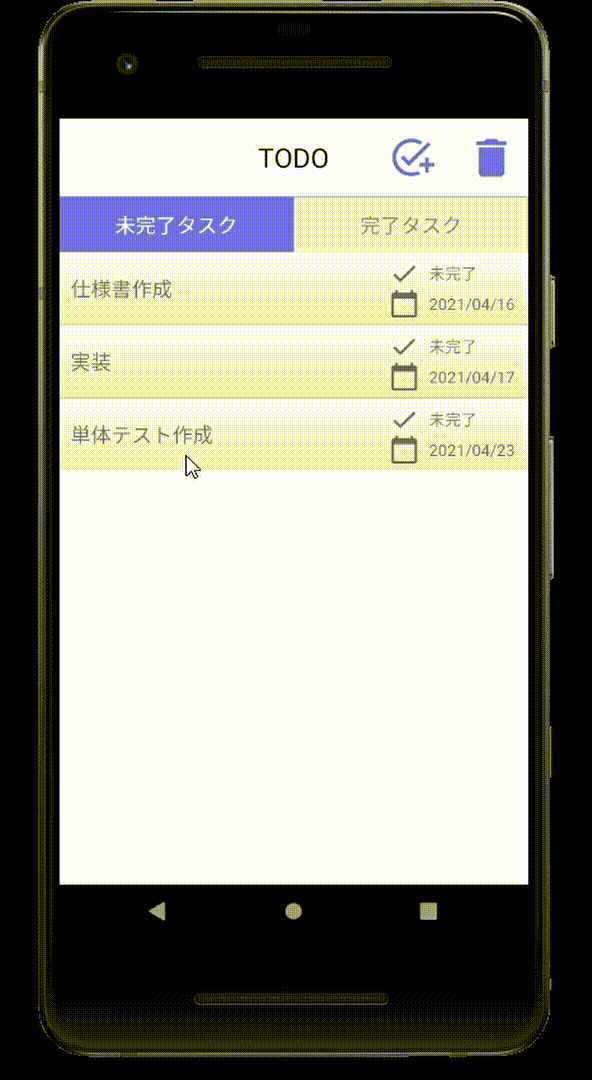 TODO
未完了タスク 完了タスク
仕様書作成
未完了
2021/04/16
実装
未完了
2021/04/17
単体テスト作成
未完了
2021/04/23